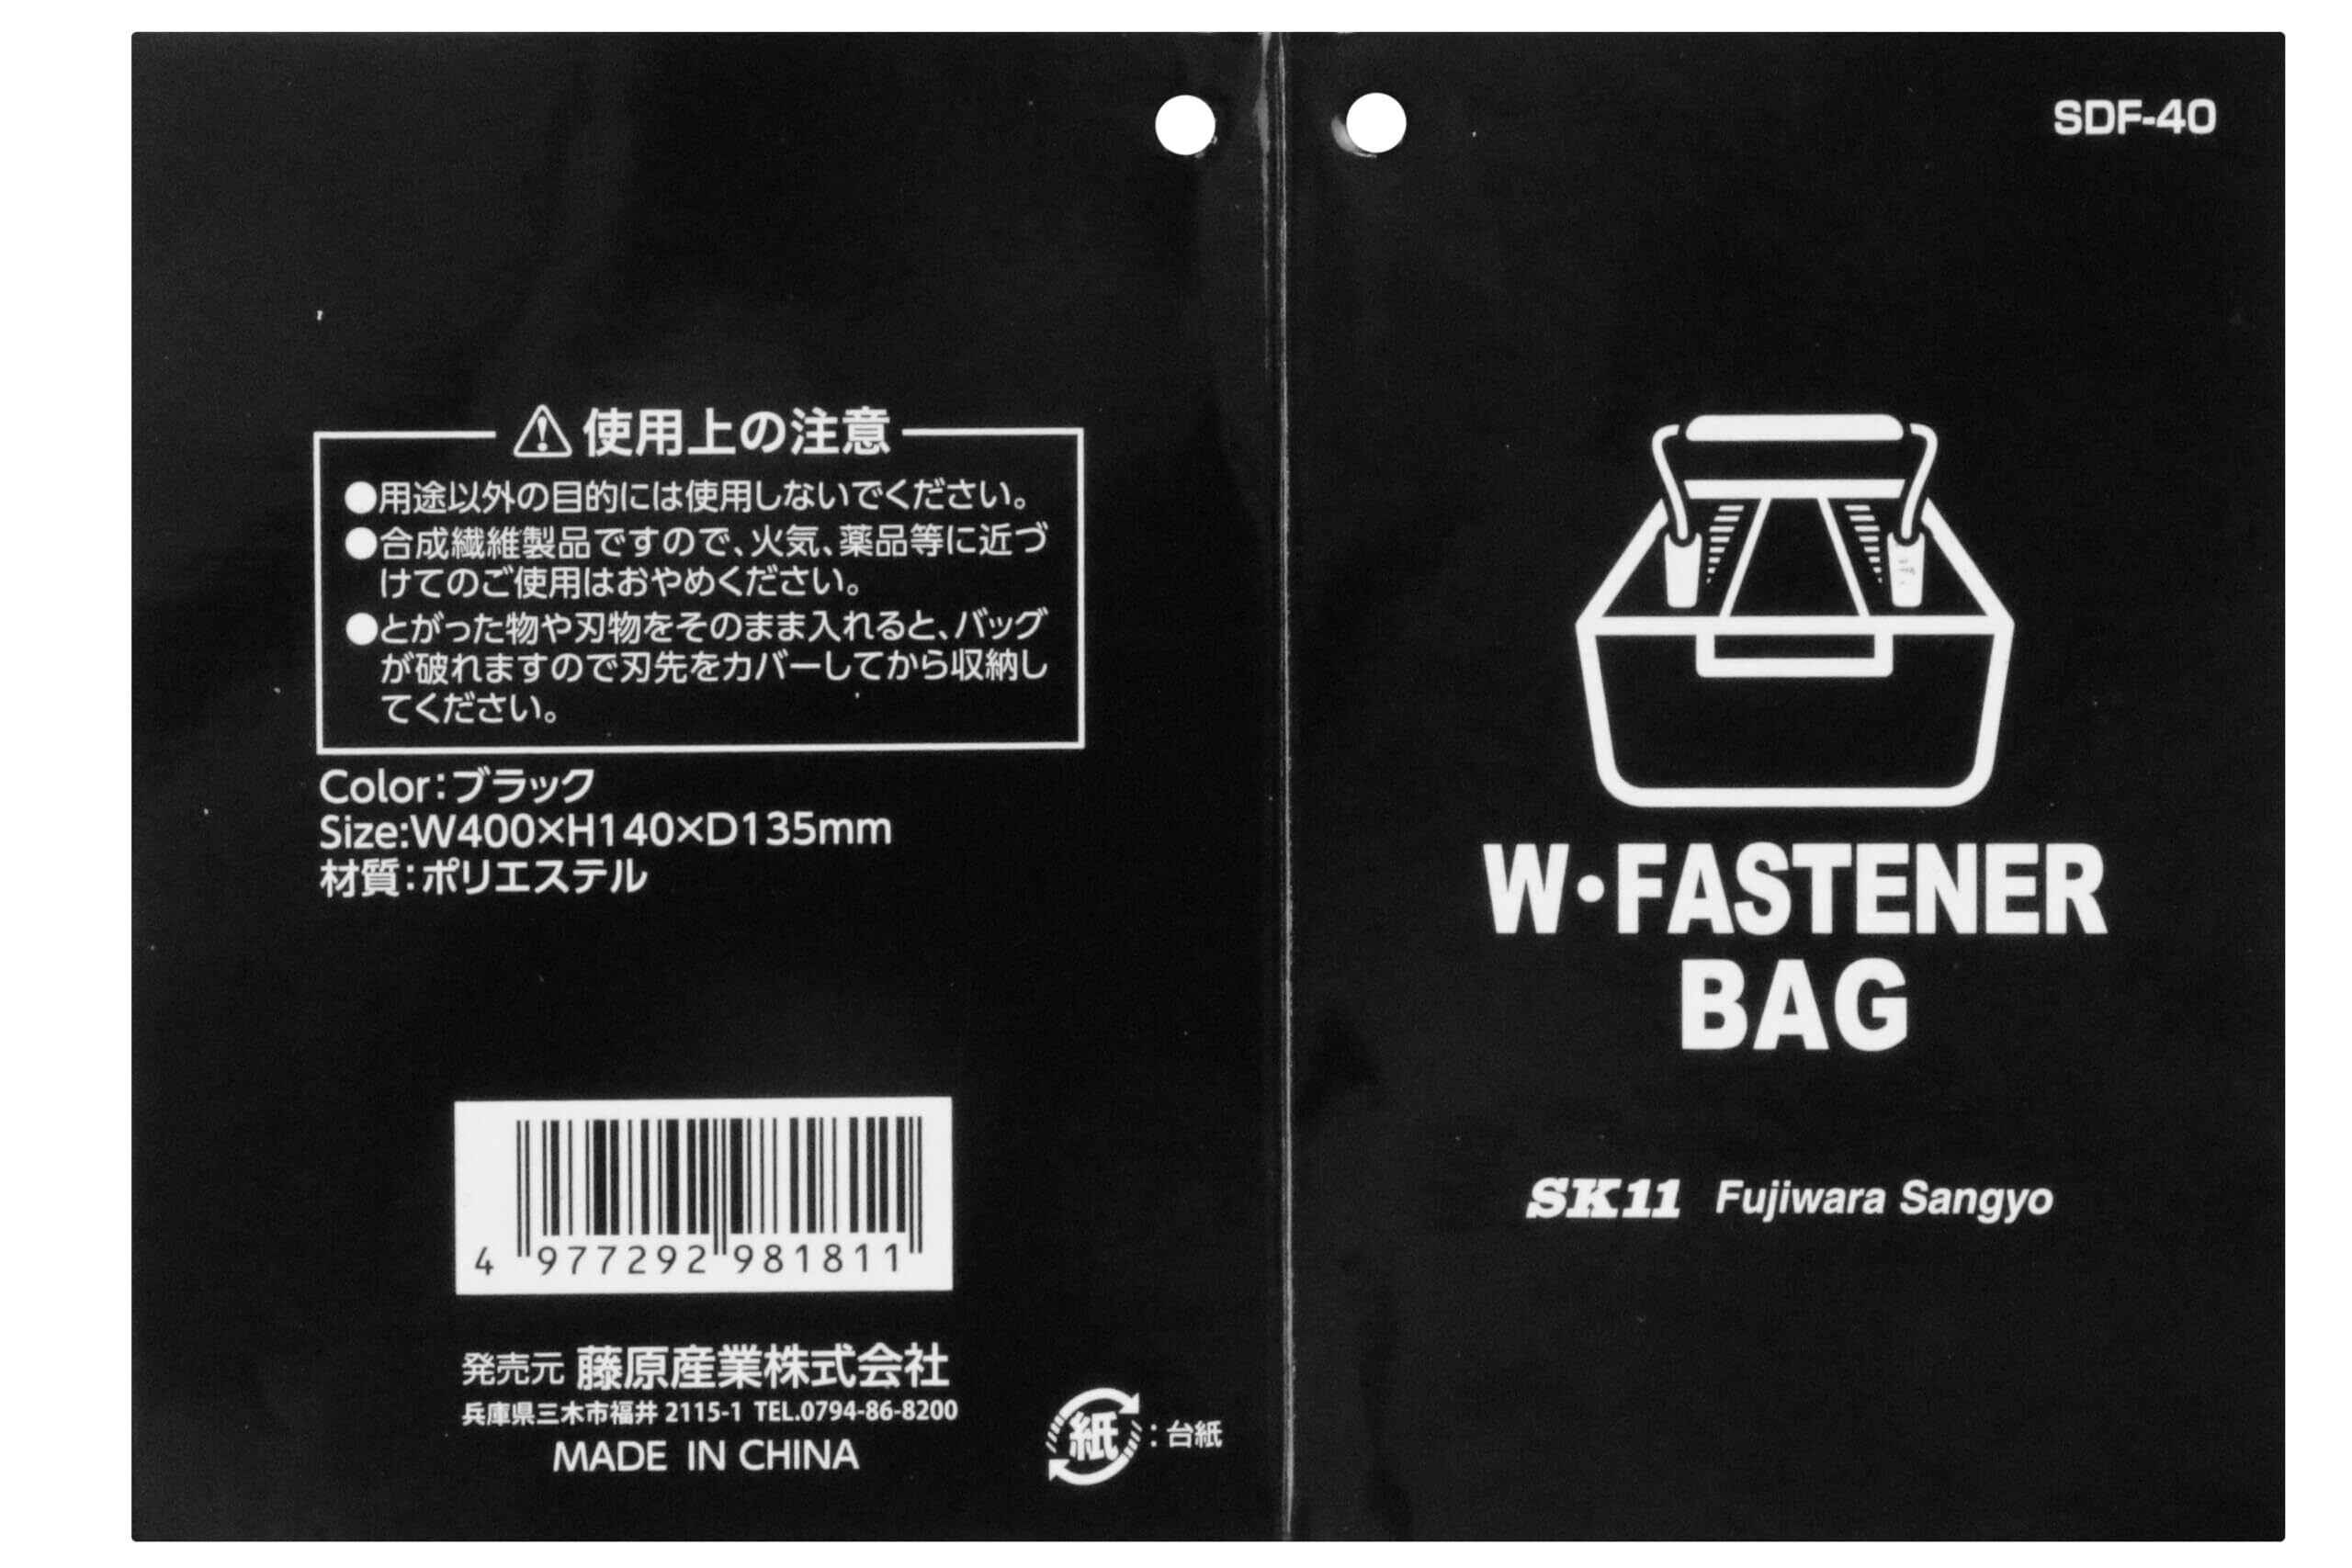 ⚠使用上の注意
●用途以外の目的には使用しないでください。
●合成繊維製品ですので、火気、薬品等に近づ
けてのご使用はおやめください。
●とがった物や刃物をそのまま入れると、バッグ
が破れますので刃先をカバーしてから収納し
てください。
Color:ブラック
Size:W400×H140×D135mm
材質:ポリエステル
4 977292 981811
発売元 藤原産業株式会社
兵庫県三木市福井 2115-1 TEL.0794-86-8200
MADE IN CHINA
紙:台紙
SDF-40
W・FASTENER
BAG
SK11 Fujiwara Sangyo